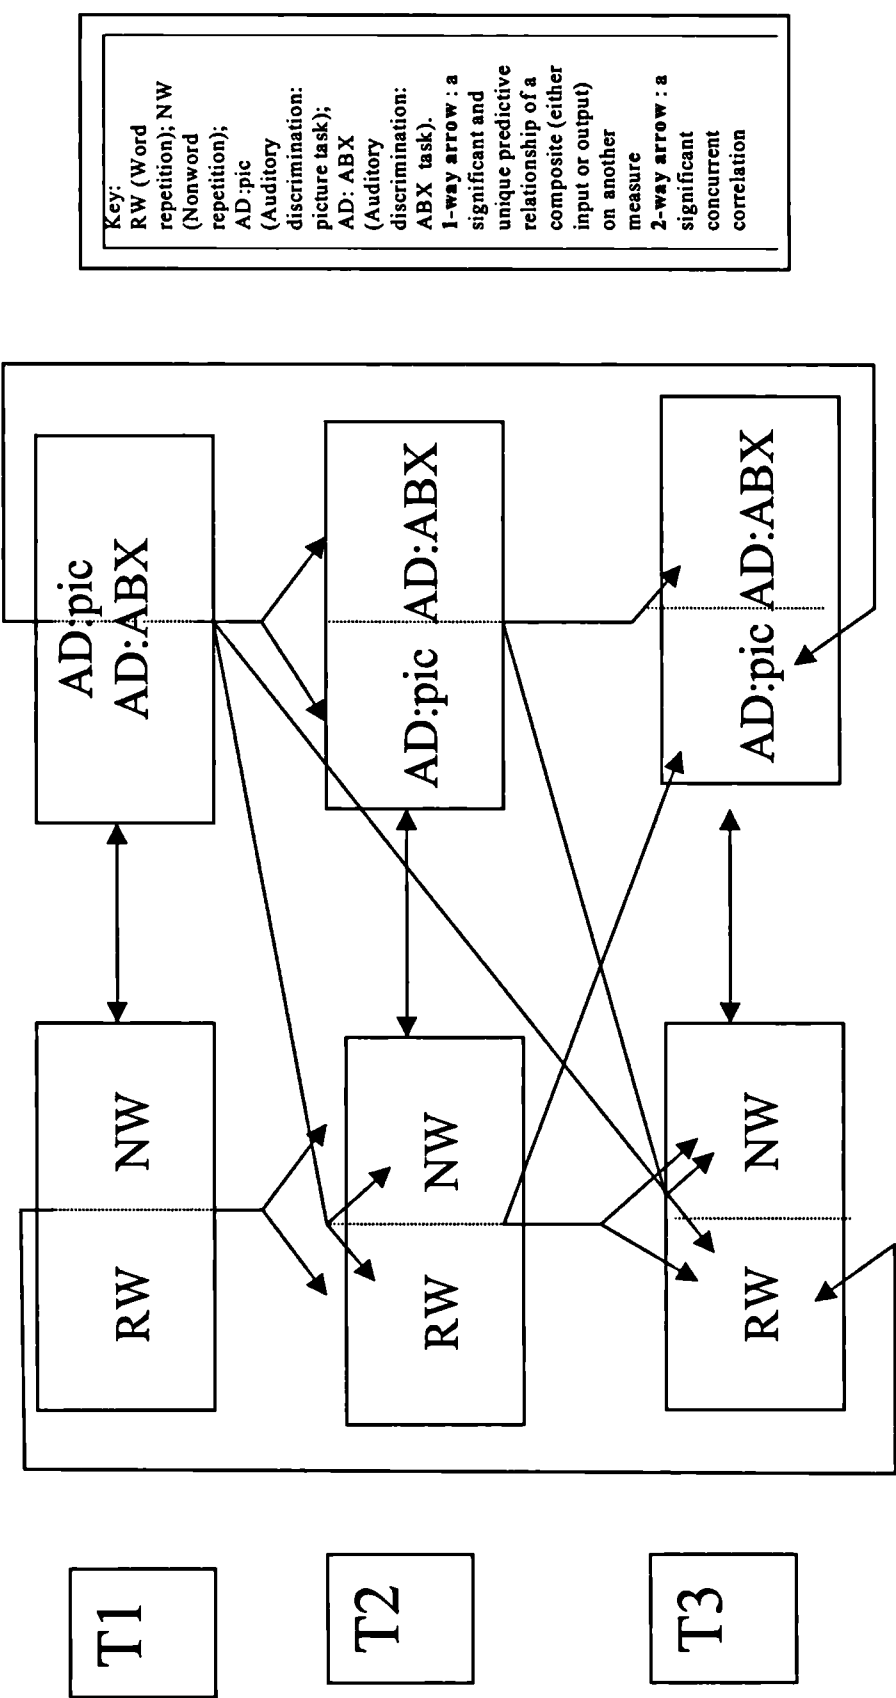 T1
RW
NW
AD:pic
AD:ABX
T2
RW
NW
AD:pic
AD:ABX
T3
RW
NW
AD:pic
AD:ABX
Key:
RW (Word
repetition); NW
(Nonword
repetition);
AD:pic
(Auditory
discrimination:
picture task);
AD: ABX
(Auditory
discrimination:
ABX task).
1-way arrow: a
significant and
unique predictive
relationship of a
composite (either
input or output)
on another
measure
2-way arrow: a
significant
concurrent
correlation